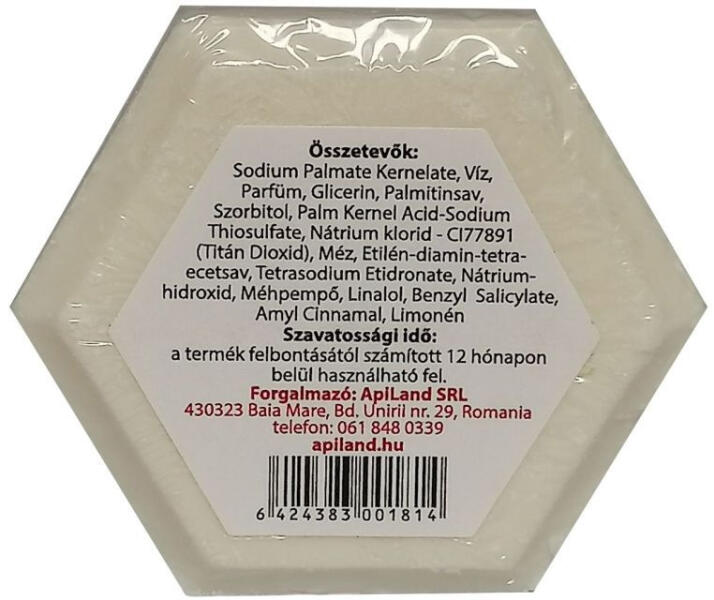 Összetevők:
Sodium Palmate Kernelate, Víz,
Parfüm, Glicerin, Palmitinsav,
Szorbitol, Palm Kernel Acid-Sodium
Thiosulfate, Nátrium klorid - CI77891
(Titán Dioxid), Méz, Etilén-diamin-tetra-
ecetsav, Tetrasodium Etidronate, Nátrium-
hidroxid, Méhpempő, Linalol, Benzyl Salicylate,
Amyl Cinnamal, Limonén
Szavatossági idő:
a termék felbontásától számított 12 hónapon
belül használható fel.
Forgalmazó: ApiLand SRL
430323 Baia Mare, Bd. Uniril nr. 29, Romania
telefon: 061 848 0339
apiland.hu
6 424383 001814